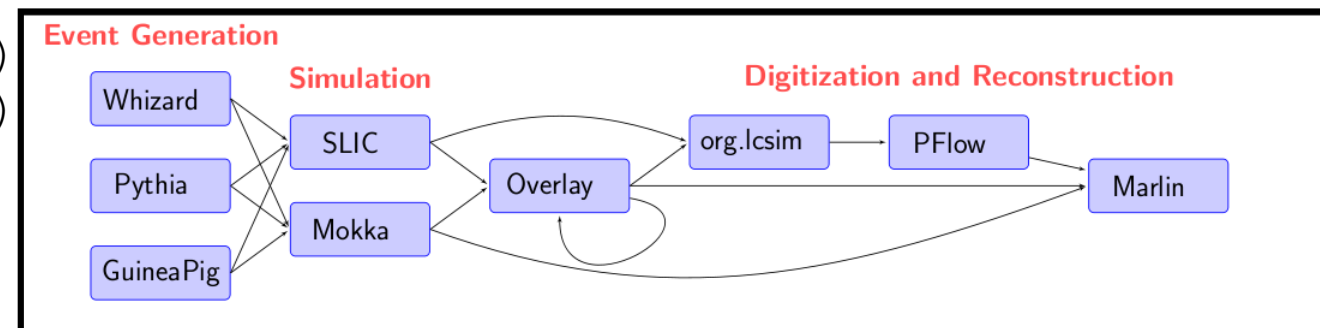 Event Generation
Simulation
Digitization and Reconstruction
Whizard
SLIC
org.lcsim
PFlow
Pythia
Overlay
Marlin
Mokka
GuineaPig